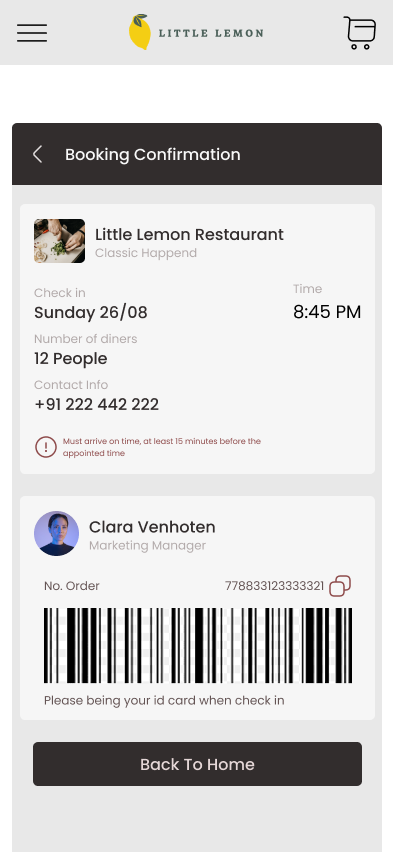 LITTLE LEMON
Booking Confirmation
Little Lemon Restaurant
Classic Happend
Check in
Time
Sunday 26/08
8:45 PM
Number of diners
12 People
Contact Info
+91 222 442 222
Must arrive on time, at least 15 minutes before the
appointed time
Clara Venhoten
Marketing Manager
No. Order
778833123333321
Please being your id card when check in
Back To Home